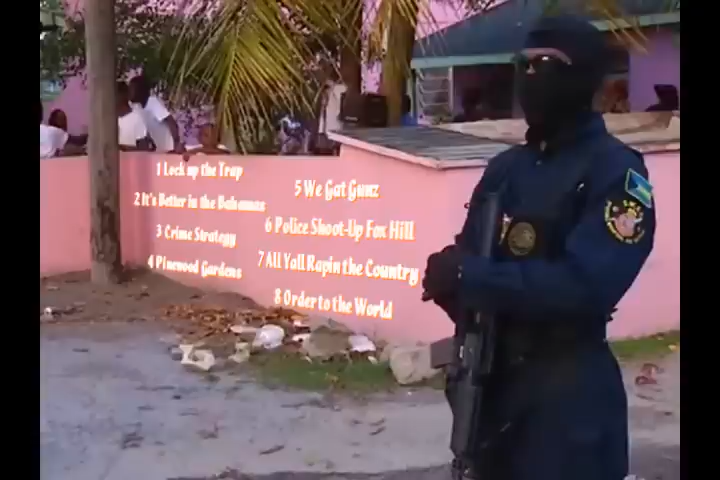 1 Lock up the Trap
2 It's Better in the Bahamas
3 Crime Strategy
4 Pinewood Gardens
5 We Got Gunz
6 Police Shoot-Up Fox Hill
7 All Yall Rapin the Country
8 Order to the World